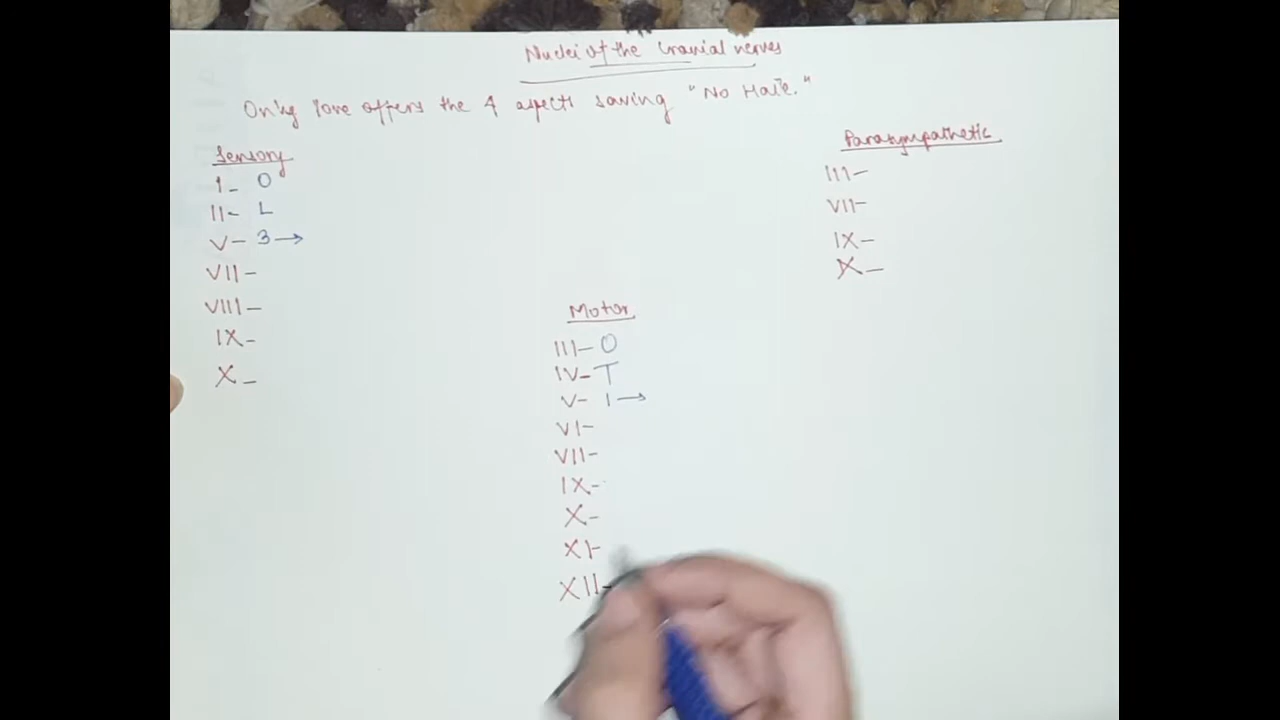 Nuclei of the Cranial nerves
Only love offers the 4 aspects saving "No Hate."
Sensory
I- O
II- L
V- 3→
VII-
VIII-
IX-
X-
Motor
III- O
IV- T
V- 1→
VI-
VII-
IX-
X-
XI-
XII-
Parasympathetic
III-
VII-
IX-
X-